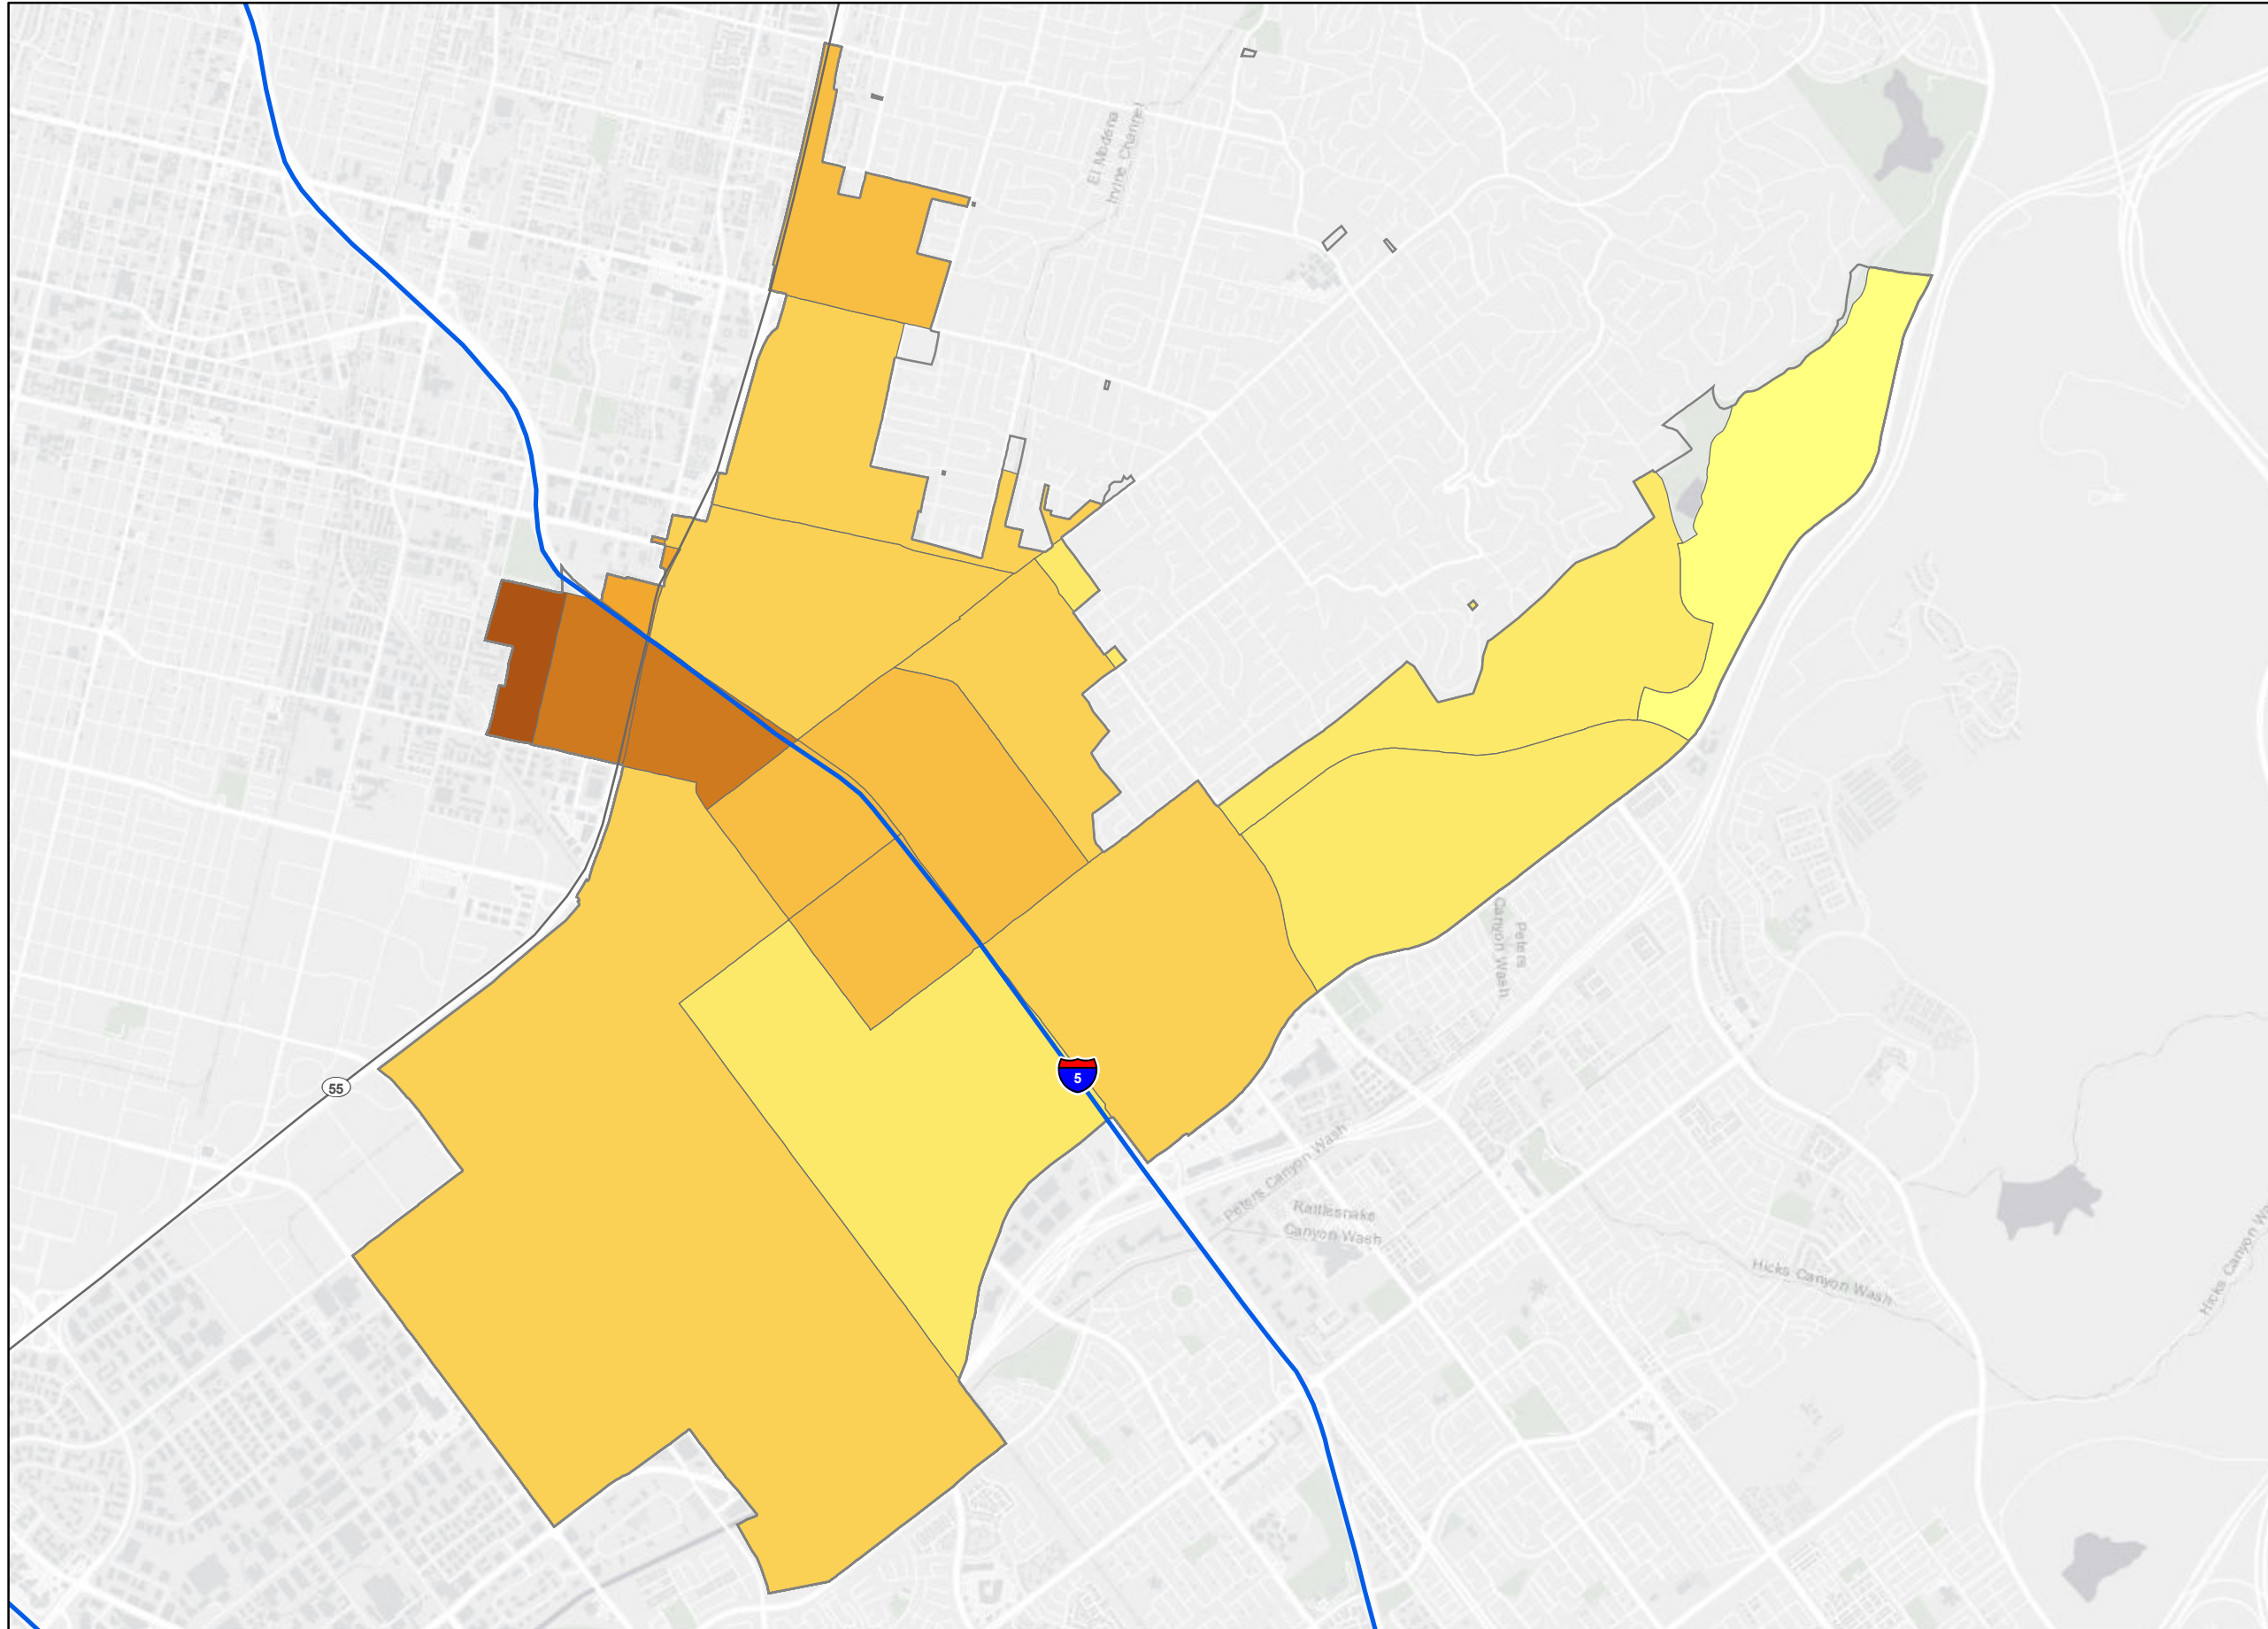 El Modena
Irvine Channel
Peters
Canyon Wash
55
5
Peters Canyon Wash
Rattlesnake
Canyon Wash
Hicks Canyon Wash
Hicks Canyon